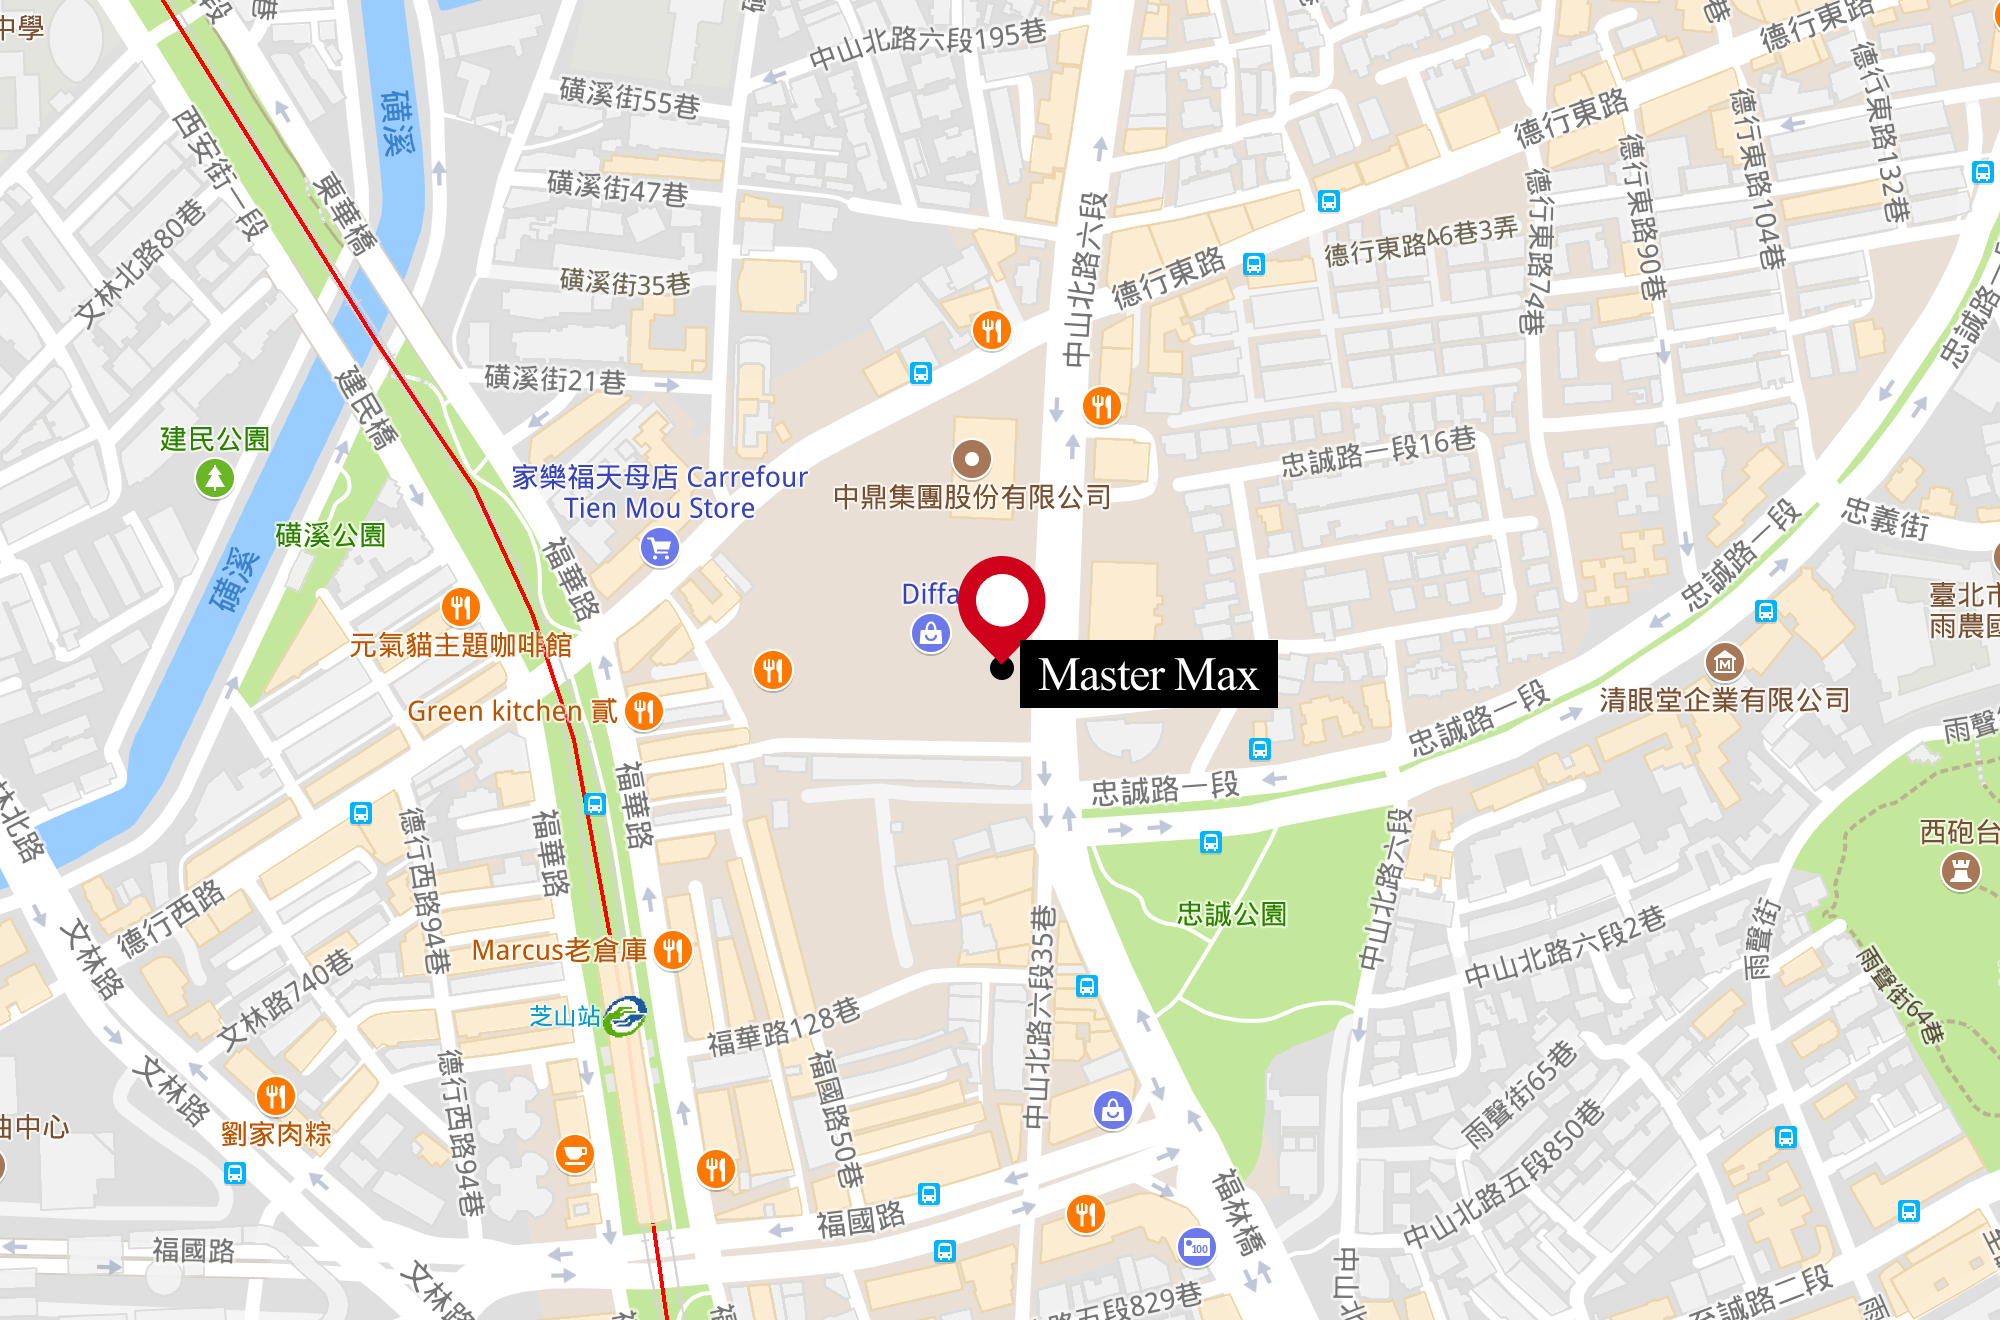 中學
段
巷
中山北路六段195巷
巷
德行東路
德行東路132巷
磺溪
磺溪街55巷
德行東路
德行東路104巷
西安街一段
東華橋
磺溪街47巷
德行東路90巷
德行東路74巷
文林北路80巷
中山北路六段
德行東路46巷3弄
德行東路
磺溪街35巷
忠誠路一段
磺溪街21巷
建民橋
建民公園
家樂福天母店 Carrefour
Tien Mou Store
忠誠路一段16巷
中鼎集團股份有限公司
磺溪公園
忠誠路一段
忠義街
福華路
磺溪
Diffa
臺北市
雨農國
元氣貓主題咖啡館
Master Max
清眼堂企業有限公司
Green kitchen 貳
忠誠路一段
雨聲
福華路
忠誠路一段
林北路
福華路
德行西路94巷
中山北路六段
西砲台
德行西路
忠誠公園
文林路
Marcus老倉庫
中山北路六段35巷
中山北路六段2巷
雨聲街
雨聲街64巷
文林路740巷
芝山站
福華路128巷
文林路
德行西路94巷
福國路50巷
雨聲街65巷
油中心
劉家肉粽
中山北路五段850巷
福國路
福林橋
福國路
100
文林路
中山北
路五段829巷
至誠路二段
雨
福
福